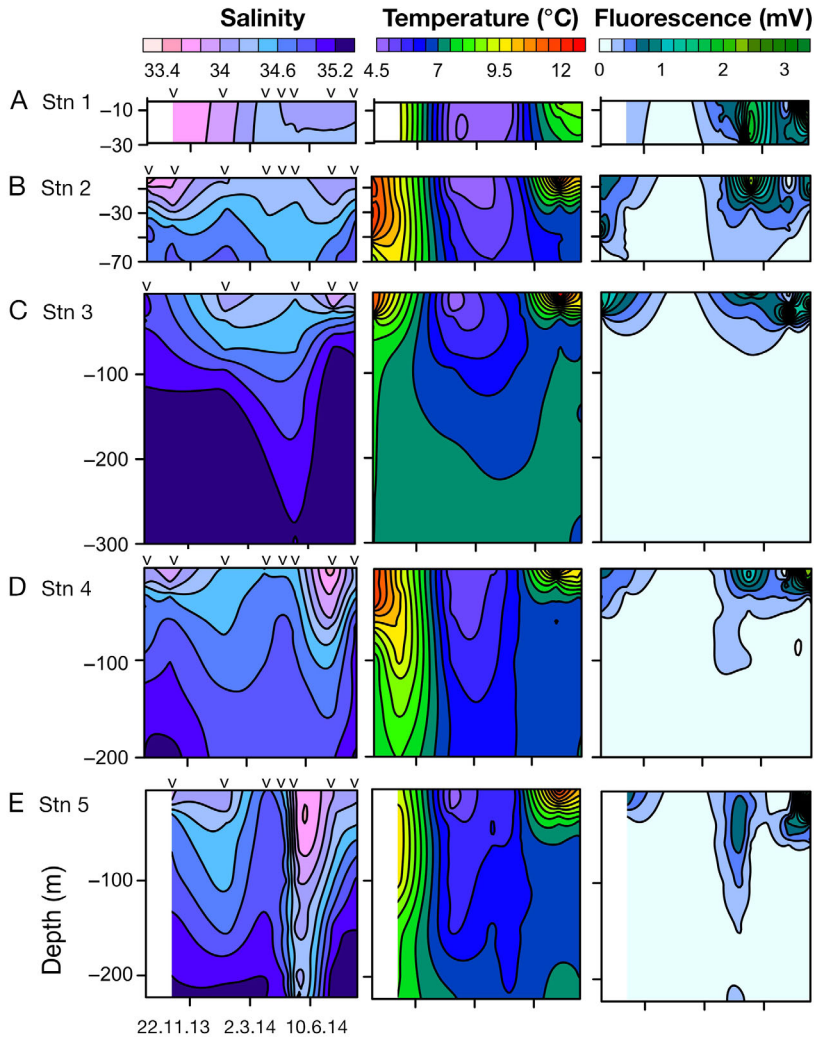 Salinity Temperature (°C) Fluorescence (mV)
33.4 34 34.6 35.2 4.5 6.5 9.5 12 0 1 2 3
v v v v v v v
A Stn 1 −10
−30
v v v v v v v v
B Stn 2 −30
−70
v v v v v
C Stn 3
−100
−200
−300
v v v v v v v v
D Stn 4
−100
−200
v v v v v v v
E Stn 5
−100
−200
Depth (m)
22.11.13 2.3.14 10.6.14